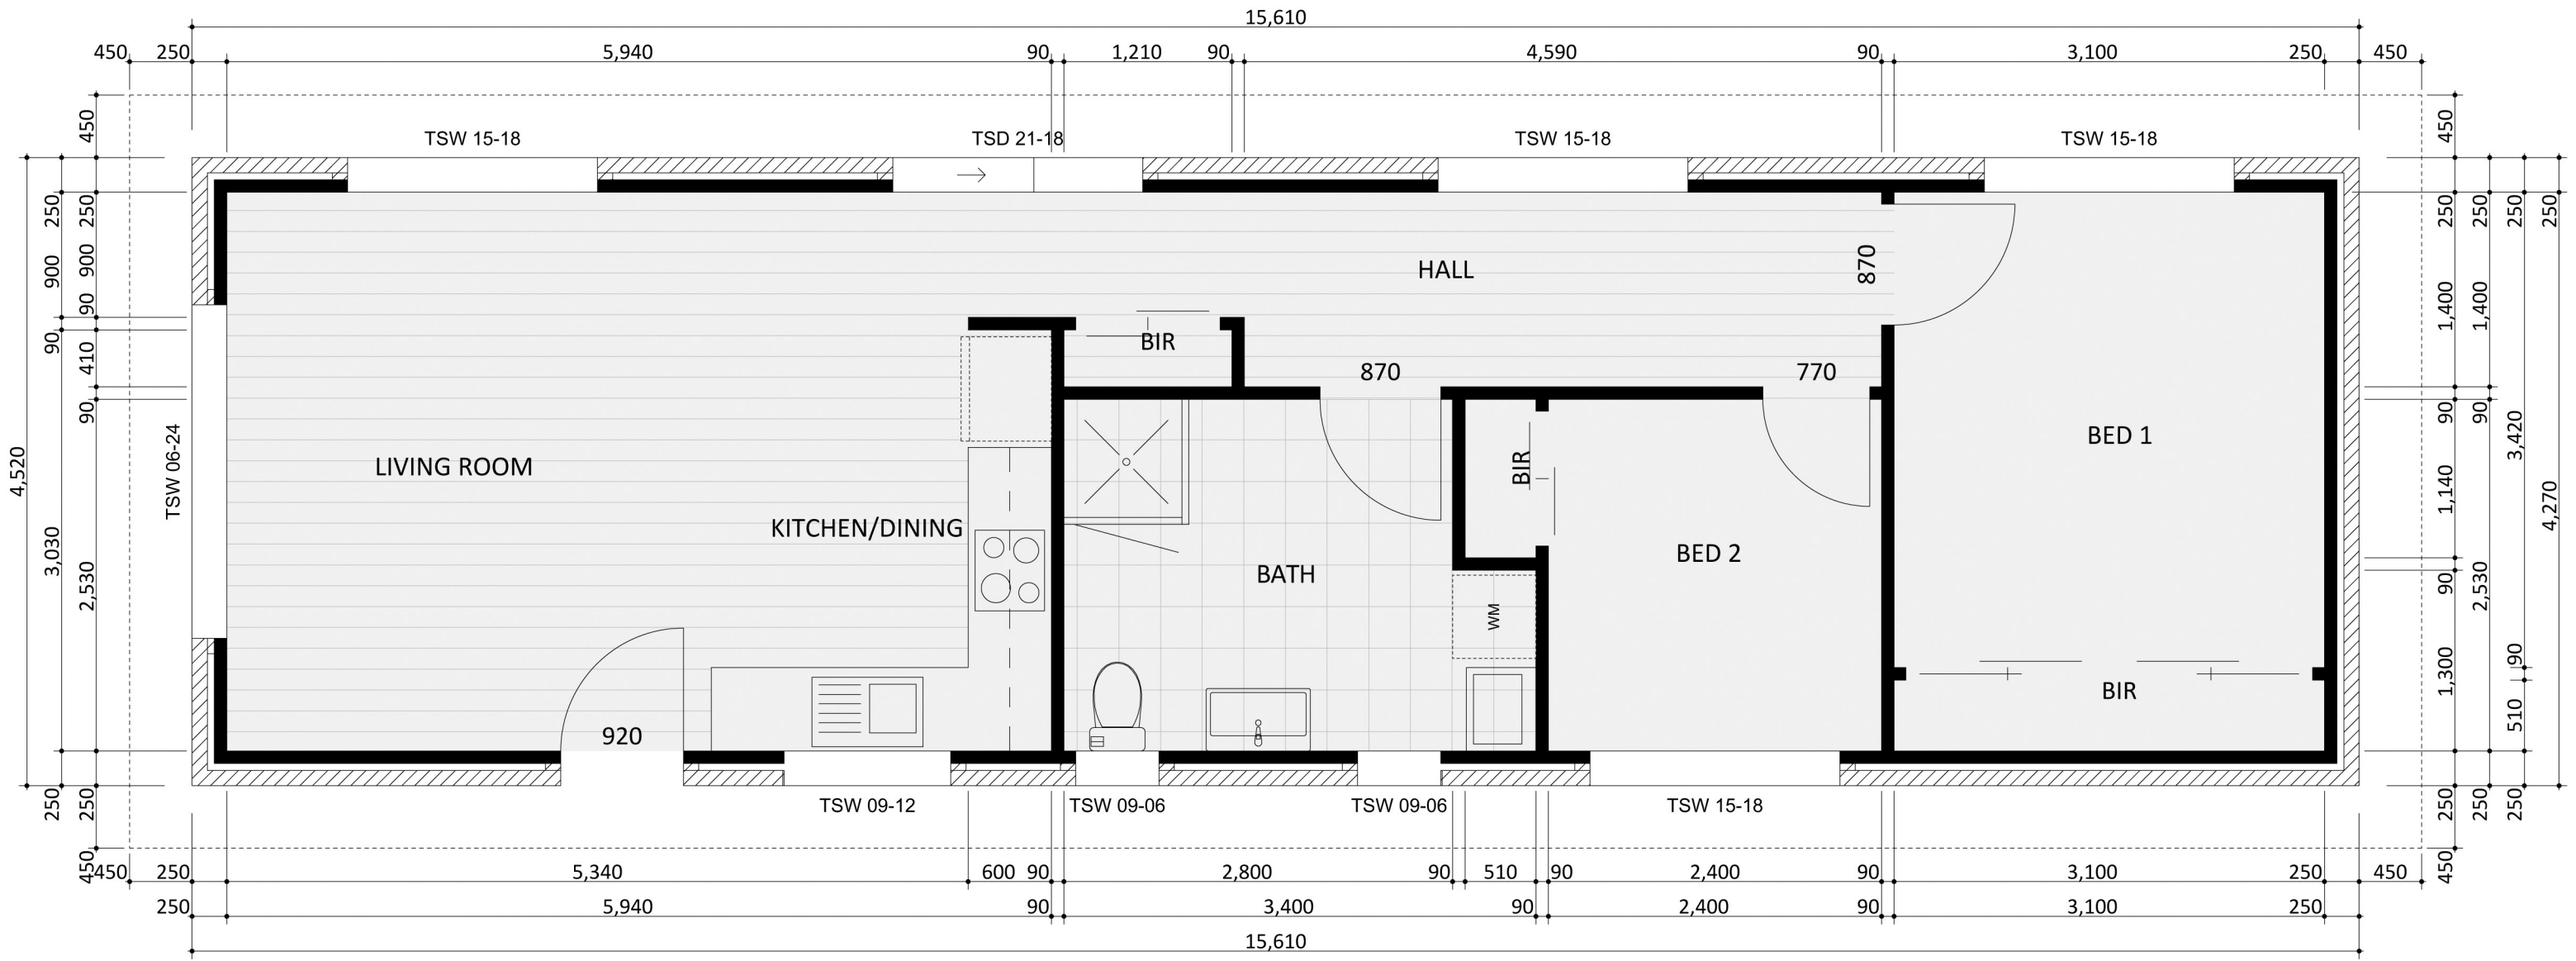 15,610
450 250 5,940 90 1,210 90 4,590 90 3,100 250 450
450
450
TSW 15-18
TSD 21-18
TSW 15-18
TSW 15-18
4,520
250 900 90 3,030 250
250 900 90 410 90 2,530 250 450
TSW 06-24
HALL
870
BIR
870
770
LIVING ROOM
KITCHEN/DINING
BIR
BED 1
BED 2
BATH
WM
BIR
920
250 1,400 90 1,140 90 1,300 250 450
250 1,400 90 2,530 250
250 3,420 90 510 250
250 4,270
TSW 09-12
TSW 09-06
TSW 09-06
TSW 15-18
450 250 5,340 600 90 2,800 90 510 90 2,400 90 3,100 250 450
250 5,940 90 3,400 90 2,400 90 3,100 250
15,610